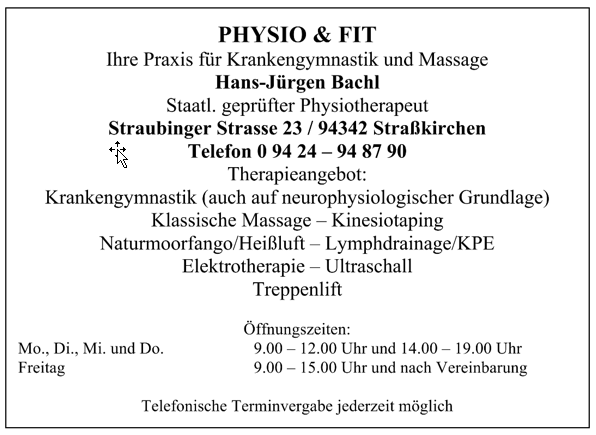 PHYSIO & FIT
Ihre Praxis für Krankengymnastik und Massage
Hans-Jürgen Bachl
Staatl. geprüfter Physiotherapeut
Straubinger Strasse 23 / 94342 Straßkirchen
Telefon 0 94 24 – 94 87 90
Therapieangebot:
Krankengymnastik (auch auf neurophysiologischer Grundlage)
Klassische Massage – Kinesiotaping
Naturmoorfango/Heißluft – Lymphdrainage/KPE
Elektrotherapie – Ultraschall
Treppenlift
Öffnungszeiten:
Mo., Di., Mi. und Do. 9.00 – 12.00 Uhr und 14.00 – 19.00 Uhr
Freitag 9.00 – 15.00 Uhr und nach Vereinbarung
Telefonische Terminvergabe jederzeit möglich